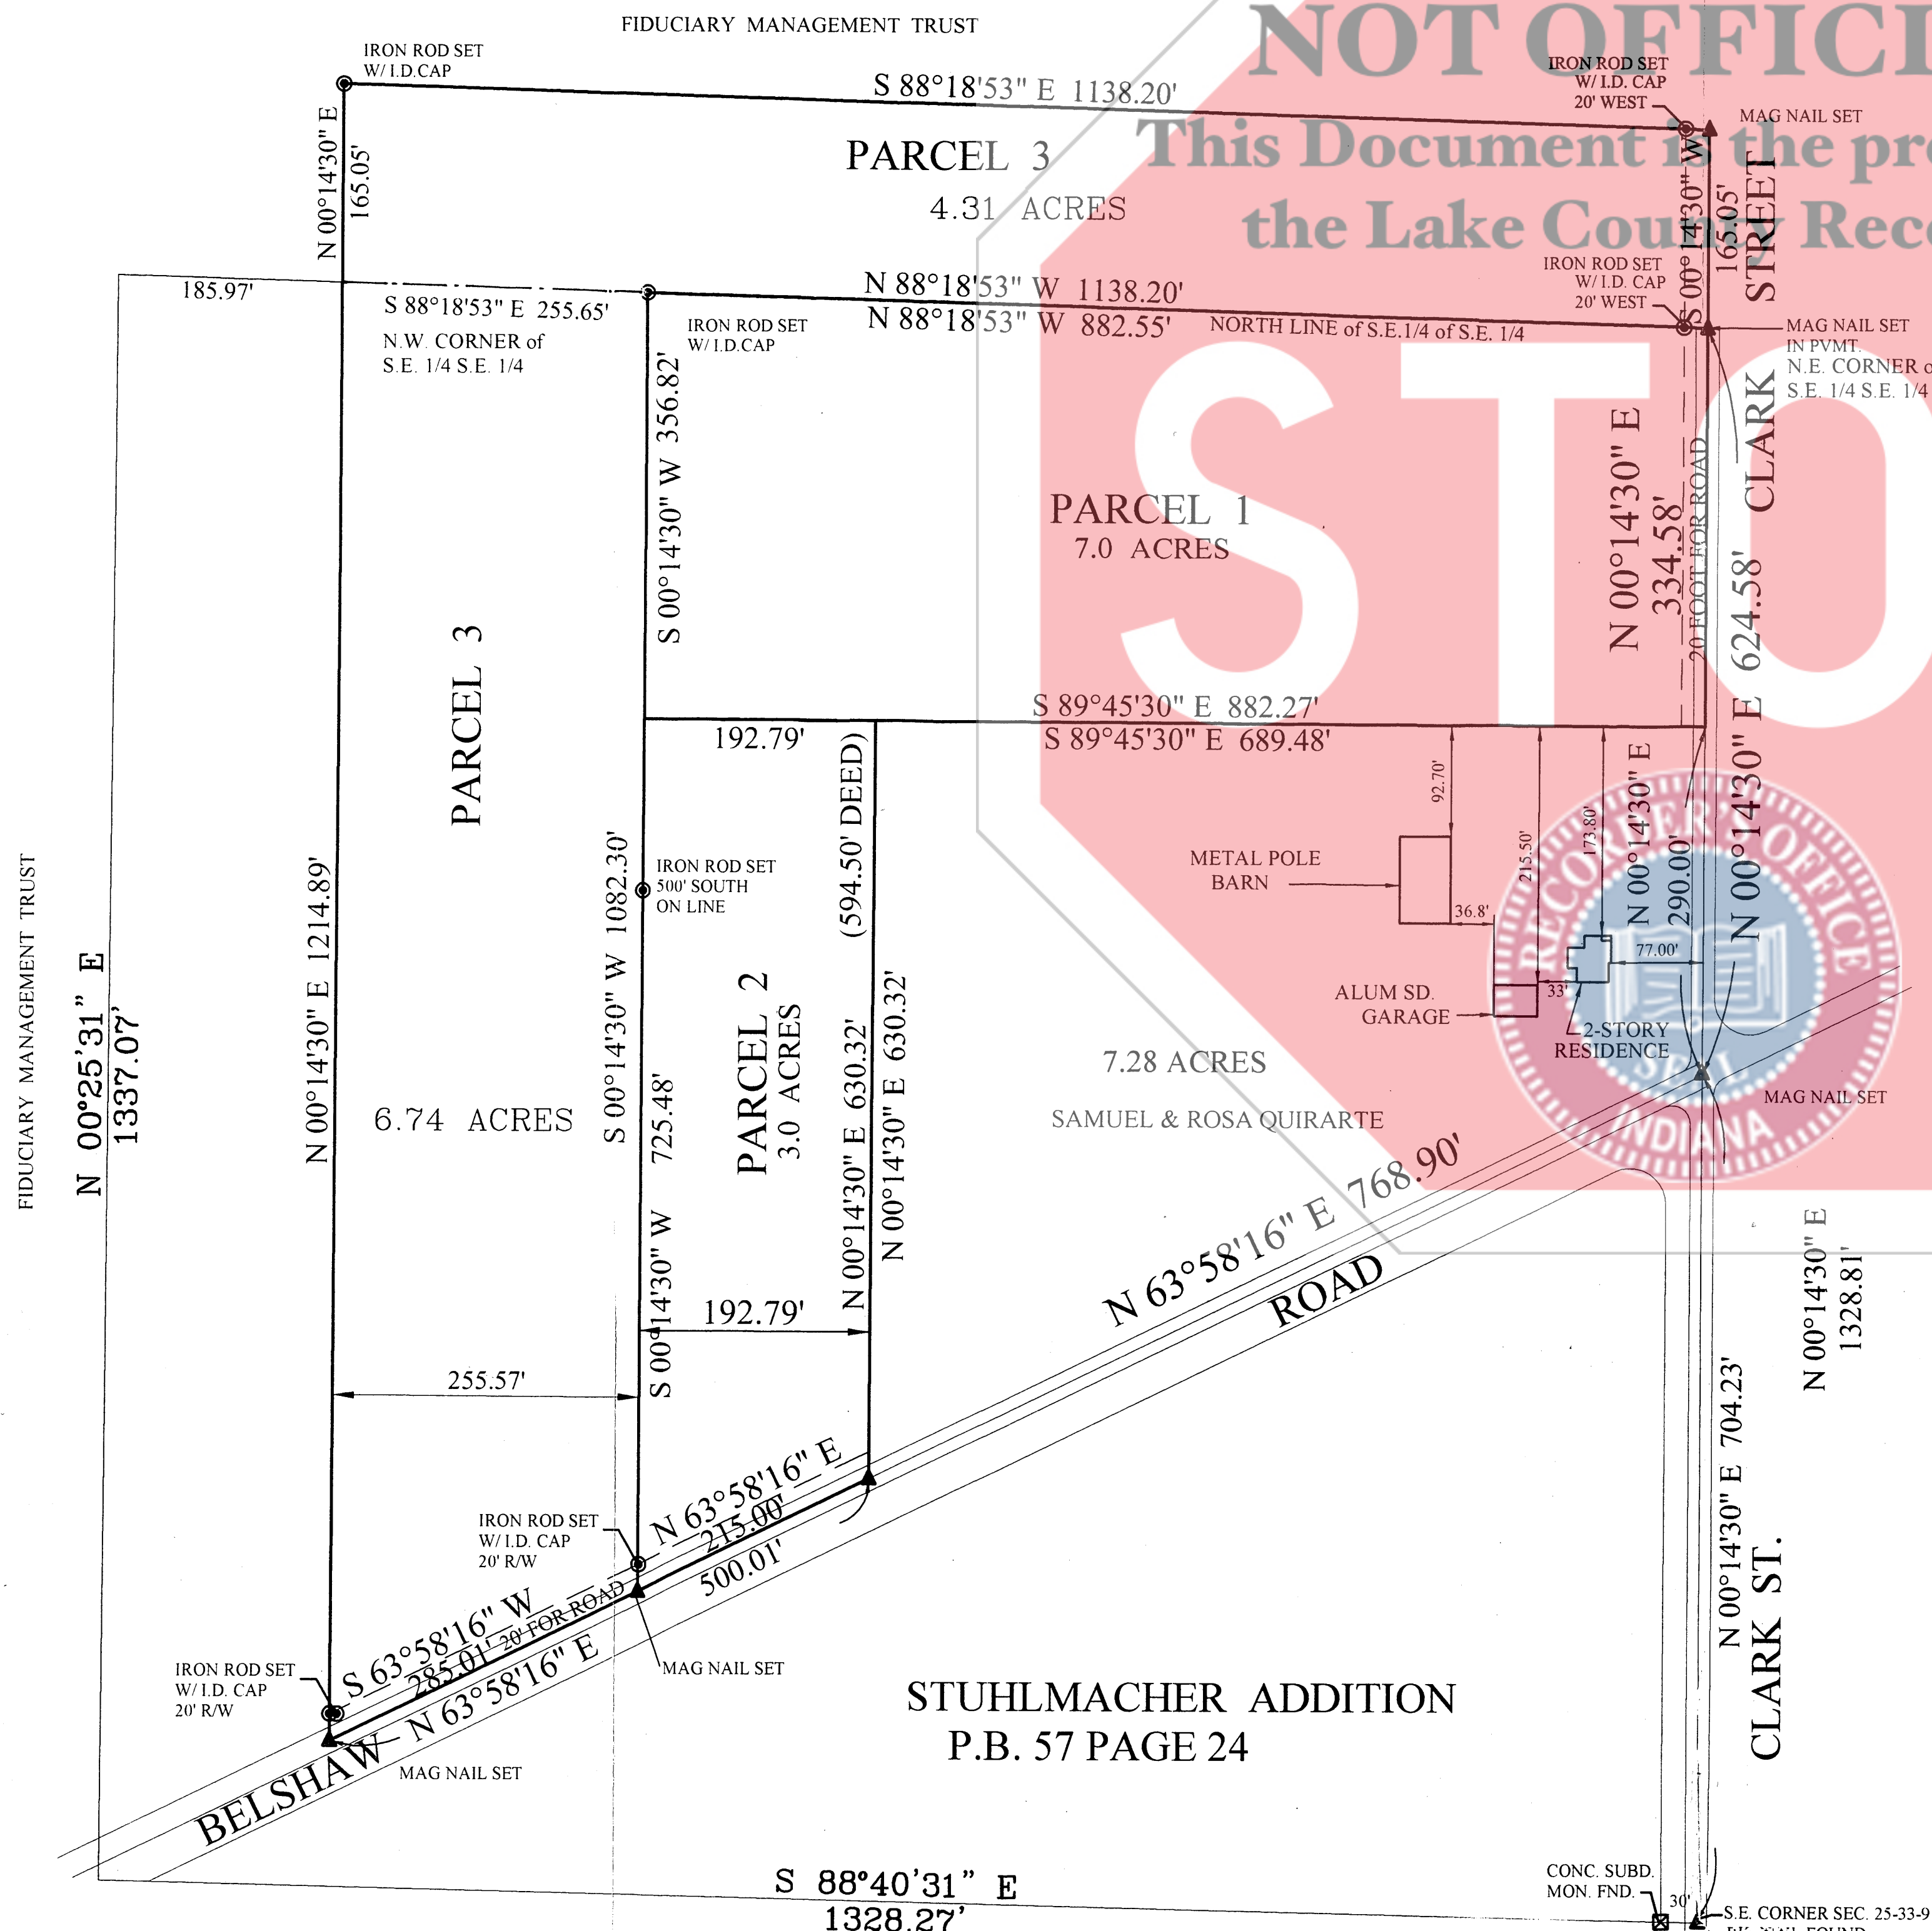 FIDUCIARY MANAGEMENT TRUST
NOT OFFICI
This Document is the pro
the Lake County Reco
STO
IRON ROD SET
W/ I.D.CAP
S 88°18'53" E 1138.20'
IRON ROD SET
W/ I.D. CAP
20' WEST
MAG NAIL SET
N 00°14'30" E
165.05'
PARCEL 3
4.31 ACRES
S 00°14'30" W
165.05'
CLARK STREET
185.97'
S 88°18'53" E 255.65'
N.W. CORNER of
S.E. 1/4 S.E. 1/4
IRON ROD SET
W/ I.D.CAP
N 88°18'53" W 1138.20'
N 88°18'53" W 882.55'
NORTH LINE of S.E.1/4 of S.E. 1/4
IRON ROD SET
W/ I.D. CAP
20' WEST
MAG NAIL SET
IN PVMT.
N.E. CORNER o
S.E. 1/4 S.E. 1/4
S 00°14'30" W 356.82'
PARCEL 1
7.0 ACRES
N 00°14'30" E
334.58'
20 FOOT FOR ROAD
N 00°14'30" E 624.58'
PARCEL 3
S 89°45'30" E 882.27'
192.79'
S 89°45'30" E 689.48'
(594.50' DEED)
92.70'
215.50'
173.80'
N 00°14'30" E
290.00'
METAL POLE
BARN
36.8'
77.00'
33'
ALUM SD.
GARAGE
2-STORY
RESIDENCE
RECORDER'S OFFICE
SEAL
INDIANA
MAG NAIL SET
FIDUCIARY MANAGEMENT TRUST
N 00°25'31" E
1337.07'
N 00°14'30" E 1214.89'
S 00°14'30" W 1082.30'
IRON ROD SET
500' SOUTH
ON LINE
6.74 ACRES
S 00°14'30" W 725.48'
PARCEL 2
3.0 ACRES
N 00°14'30" E 630.32'
N 00°14'30" E 630.32'
7.28 ACRES
SAMUEL & ROSA QUIRARTE
N 63°58'16" E 768.90'
ROAD
192.79'
255.57'
N 00°14'30" E
1328.81'
N 00°14'30" E 704.23'
CLARK ST.
IRON ROD SET
W/ I.D. CAP
20' R/W
N 63°58'16" E
215.00'
500.01'
S 63°58'16" W
285.01'
20' FOR ROAD
N 63°58'16" E
BELSHAW
IRON ROD SET
W/ I.D. CAP
20' R/W
MAG NAIL SET
MAG NAIL SET
STUHLMACHER ADDITION
P.B. 57 PAGE 24
S 88°40'31" E
1328.27'
CONC. SUBD.
MON. FND.
30'
S.E. CORNER SEC. 25-33-9
FOUND